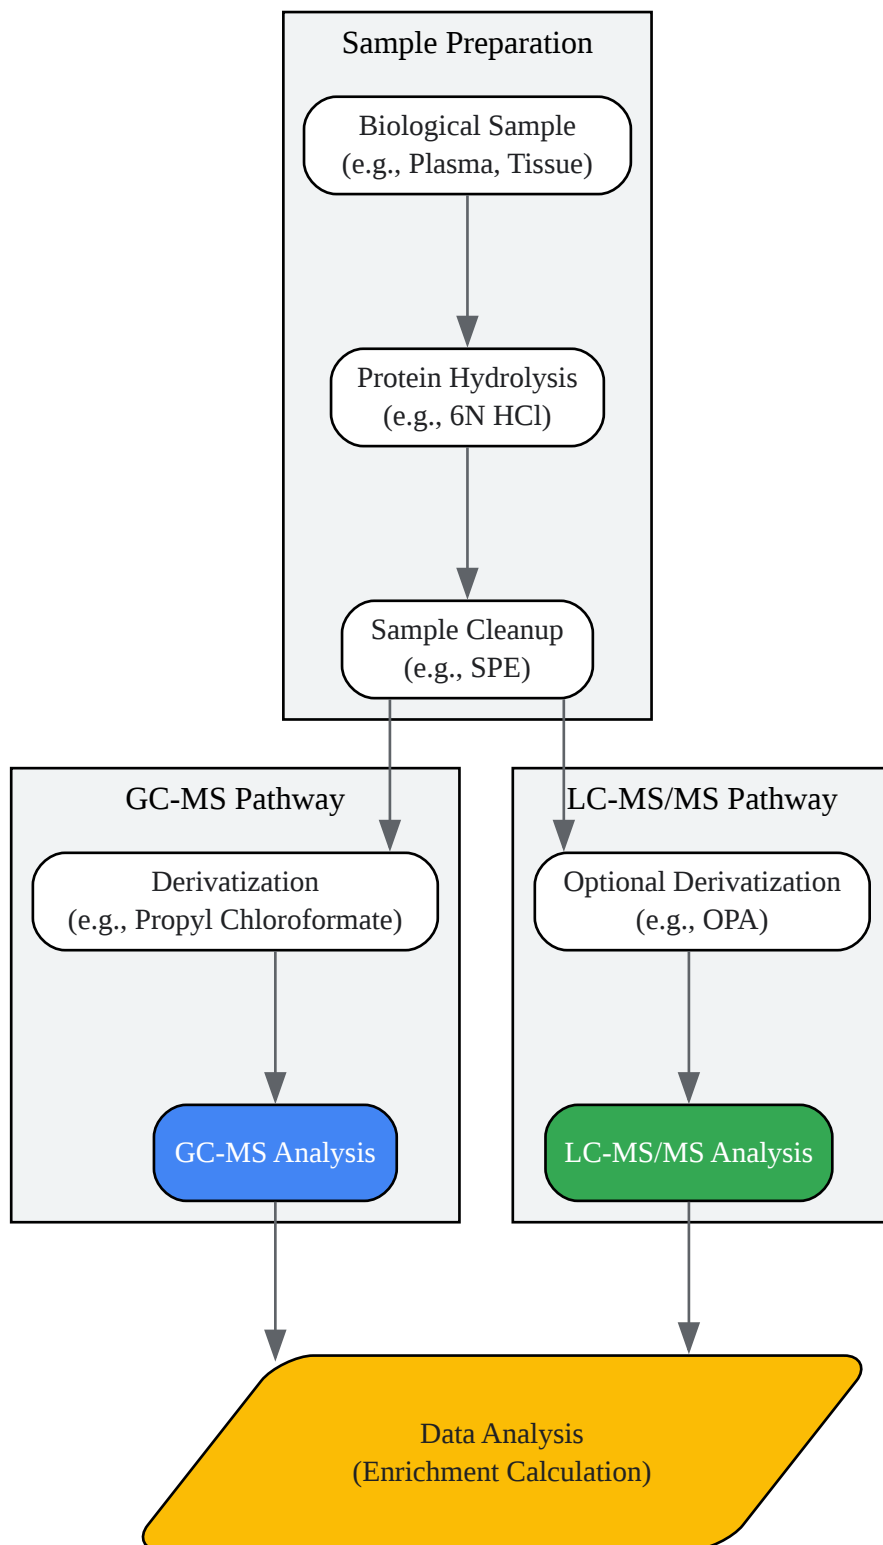 Sample Preparation
Biological Sample
(e.g., Plasma, Tissue)
Protein Hydrolysis
(e.g., 6N HCl)
Sample Cleanup
(e.g., SPE)
GC-MS Pathway
Derivatization
(e.g., Propyl Chloroformate)
GC-MS Analysis
LC-MS/MS Pathway
Optional Derivatization
(e.g., OPA)
LC-MS/MS Analysis
Data Analysis
(Enrichment Calculation)